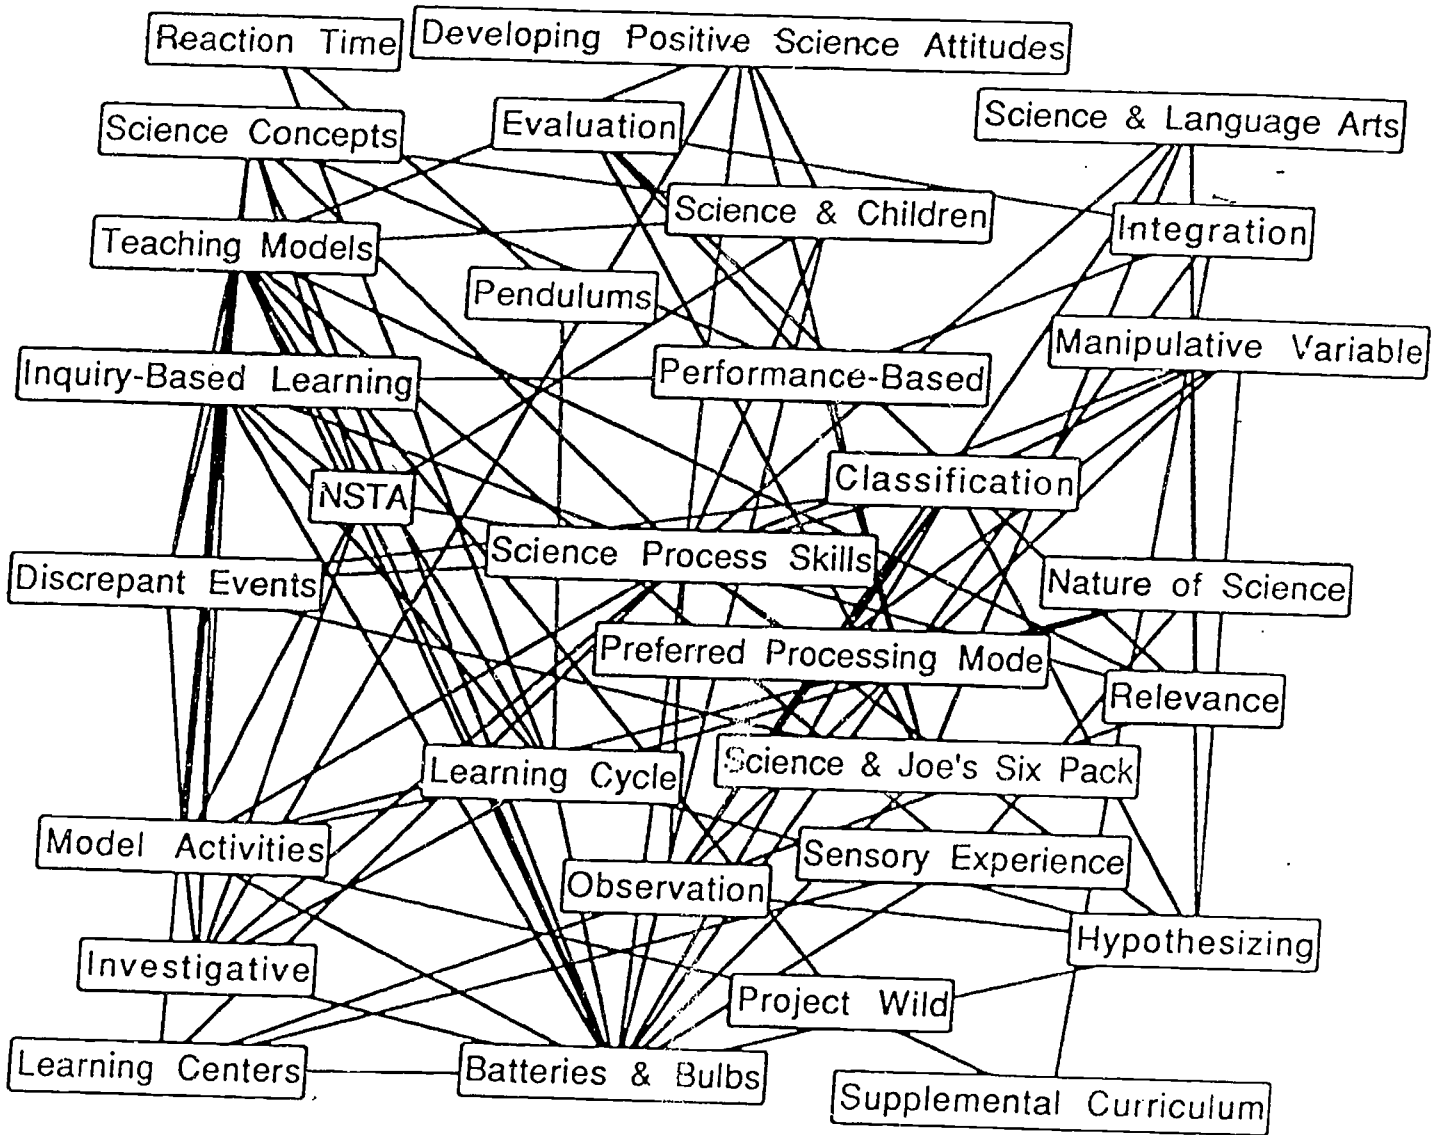 Reaction Time
Developing Positive Science Attitudes
Science Concepts
Evaluation
Science & Language Arts
Teaching Models
Science & Children
Integration
Pendulums
Inquiry-Based Learning
Performance-Based
Manipulative Variable
NSTA
Classification
Discrepant Events
Science Process Skills
Nature of Science
Preferred Processing Mode
Relevance
Learning Cycle
Science & Joe's Six Pack
Model Activities
Observation
Sensory Experience
Investigative
Hypothesizing
Project Wild
Learning Centers
Batteries & Bulbs
Supplemental Curriculum